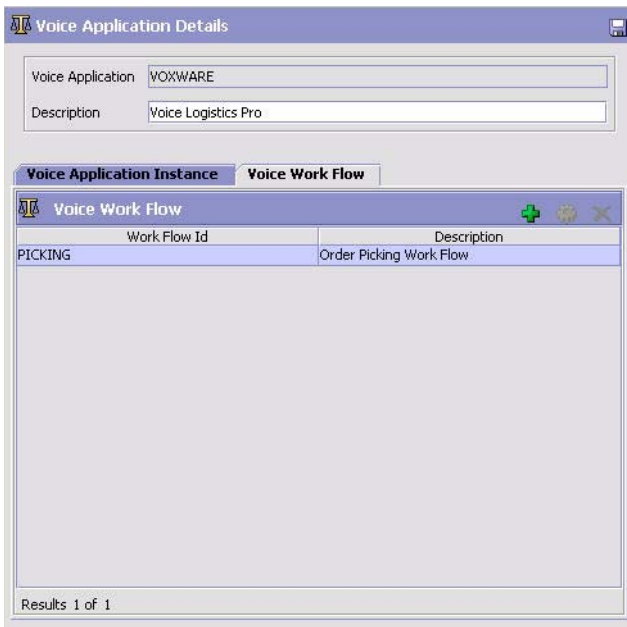 Voice Application Details
Voice Application VOXWARE
Description Voice Logistics Pro
Voice Application Instance Voice Work Flow
Voice Work Flow
Work Flow Id Description
PICKING Order Picking Work Flow
Results 1 of 1